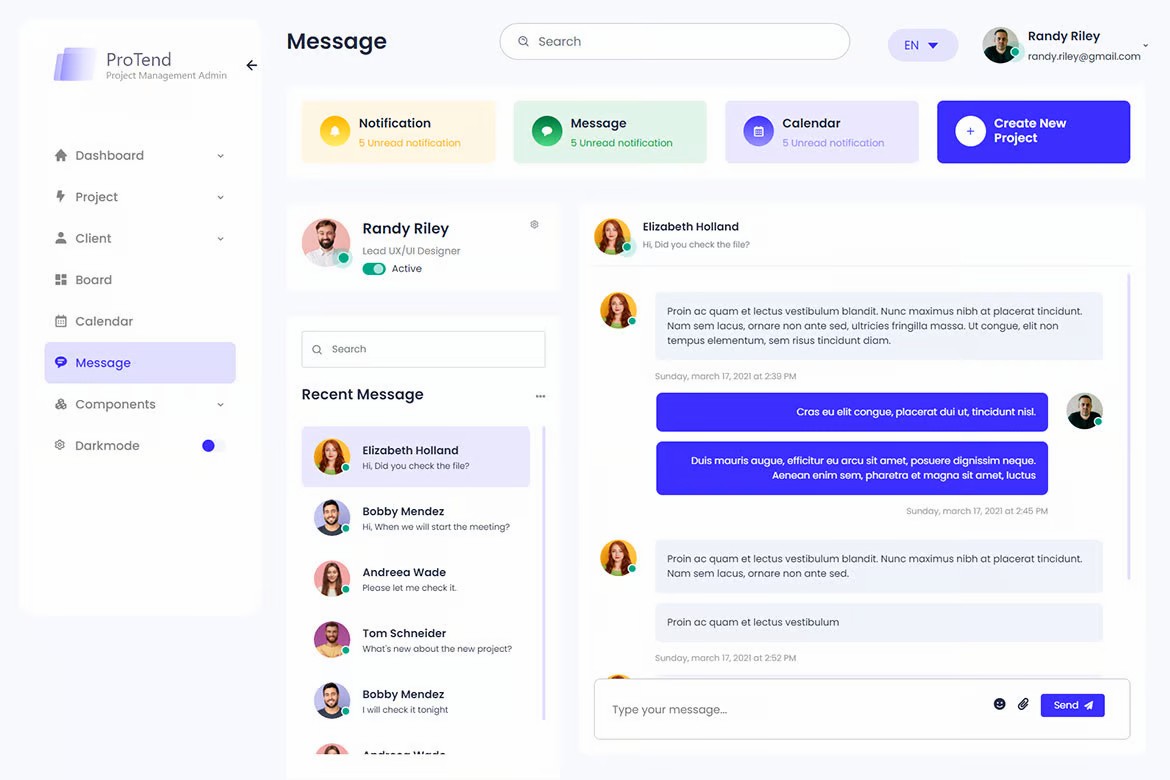 ProTend
Project Management Admin
Dashboard
Project
Client
Board
Calendar
Message
Components
Darkmode
Message
Search
EN
Randy Riley
randy.riley@gmail.com
Notification
5 Unread notification
Message
5 Unread notification
Calendar
5 Unread notification
Create New
Project
Randy Riley
Lead UX/UI Designer
Active
Search
Recent Message
Elizabeth Holland
Hi, Did you check the file?
Bobby Mendez
Hi, When we will start the meeting?
Andreea Wade
Please let me check it.
Tom Schneider
What's new about the new project?
Bobby Mendez
I will check it tonight
Andreea Wade
Elizabeth Holland
Hi, Did you check the file?
Proin ac quam et lectus vestibulum blandit. Nunc maximus nibh at placerat tincidunt.
Nam sem lacus, ornare non ante sed, ultricies fringilla massa. Ut congue, elit non
tempus elementum, sem risus tincidunt diam.
Sunday, march 17, 2021 at 2:39 PM
Cras eu elit congue, placerat dui ut, tincidunt nisl.
Duis mauris augue, efficitur eu arcu sit amet, posuere dignissim neque.
Aenean enim sem, pharetra et magna sit amet, luctus
Sunday, march 17, 2021 at 2:45 PM
Proin ac quam et lectus vestibulum blandit. Nunc maximus nibh at placerat tincidunt.
Nam sem lacus, ornare non ante sed.
Proin ac quam et lectus vestibulum
Sunday, march 17, 2021 at 2:52 PM
Type your message...
Send